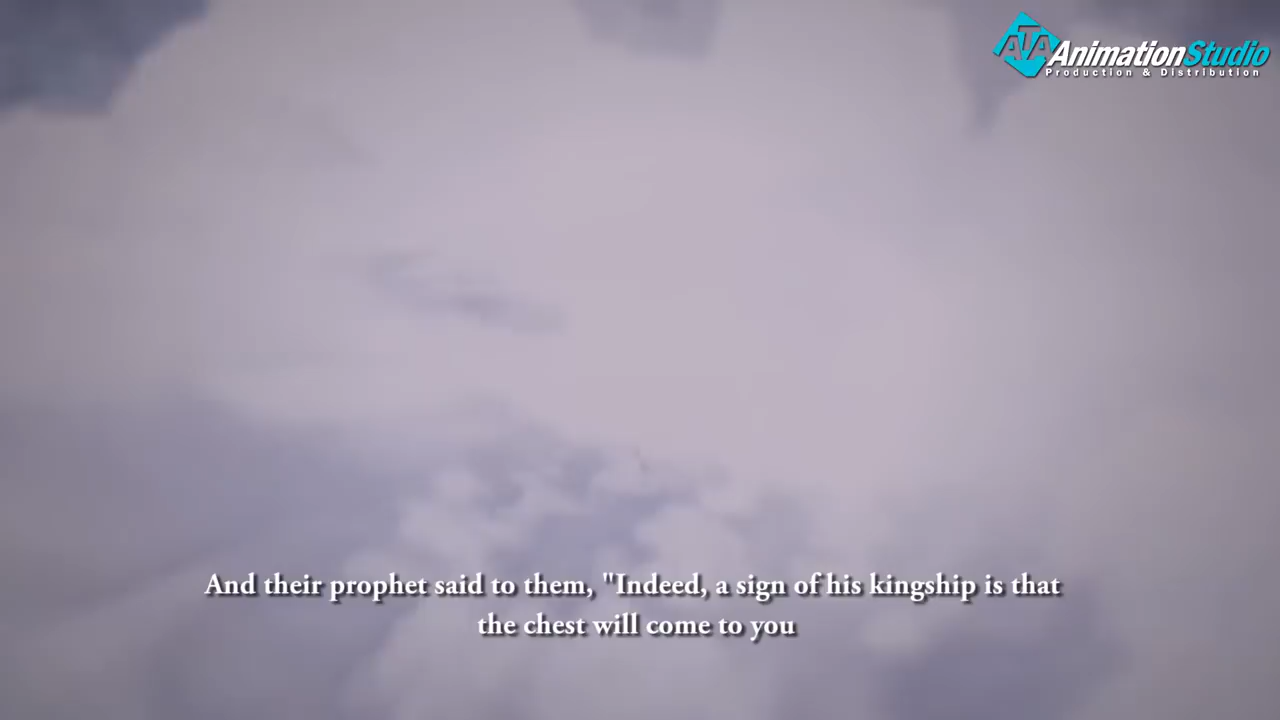 ATA AnimationStudio
Production & Distribution
And their prophet said to them, "Indeed, a sign of his kingship is that
the chest will come to you